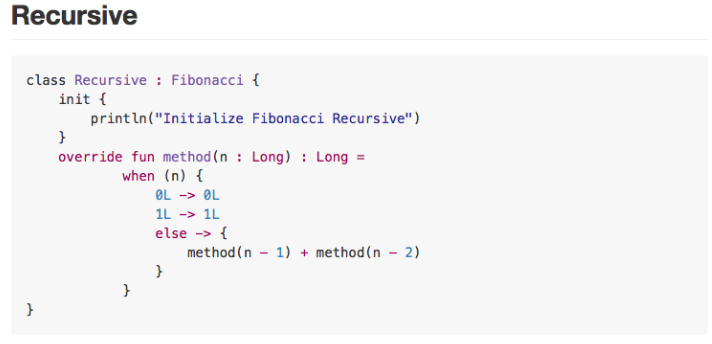 Recursive
class Recursive : Fibonacci {
    init {
        println("Initialize Fibonacci Recursive")
    }
    override fun method(n : Long) : Long =
            when (n) {
                0L -> 0L
                1L -> 1L
                else -> {
                    method(n - 1) + method(n - 2)
                }
            }
}